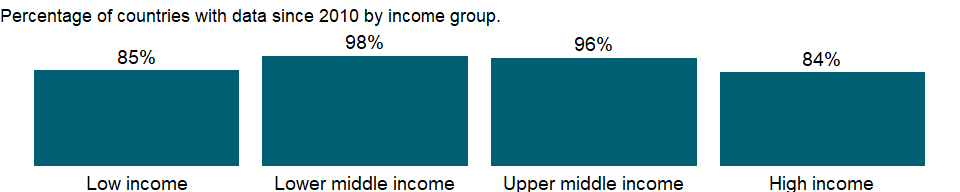 Percentage of countries with data since 2010 by income group.
85%
98%
96%
84%
Low income
Lower middle income
Upper middle income
High income